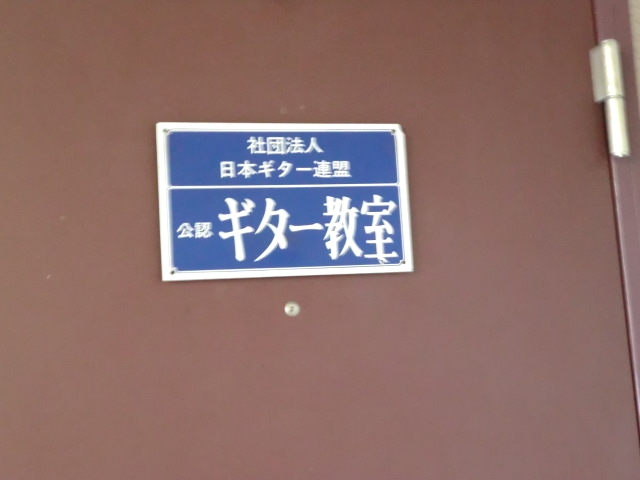 社団法人
日本ギター連盟
公認 ギター教室